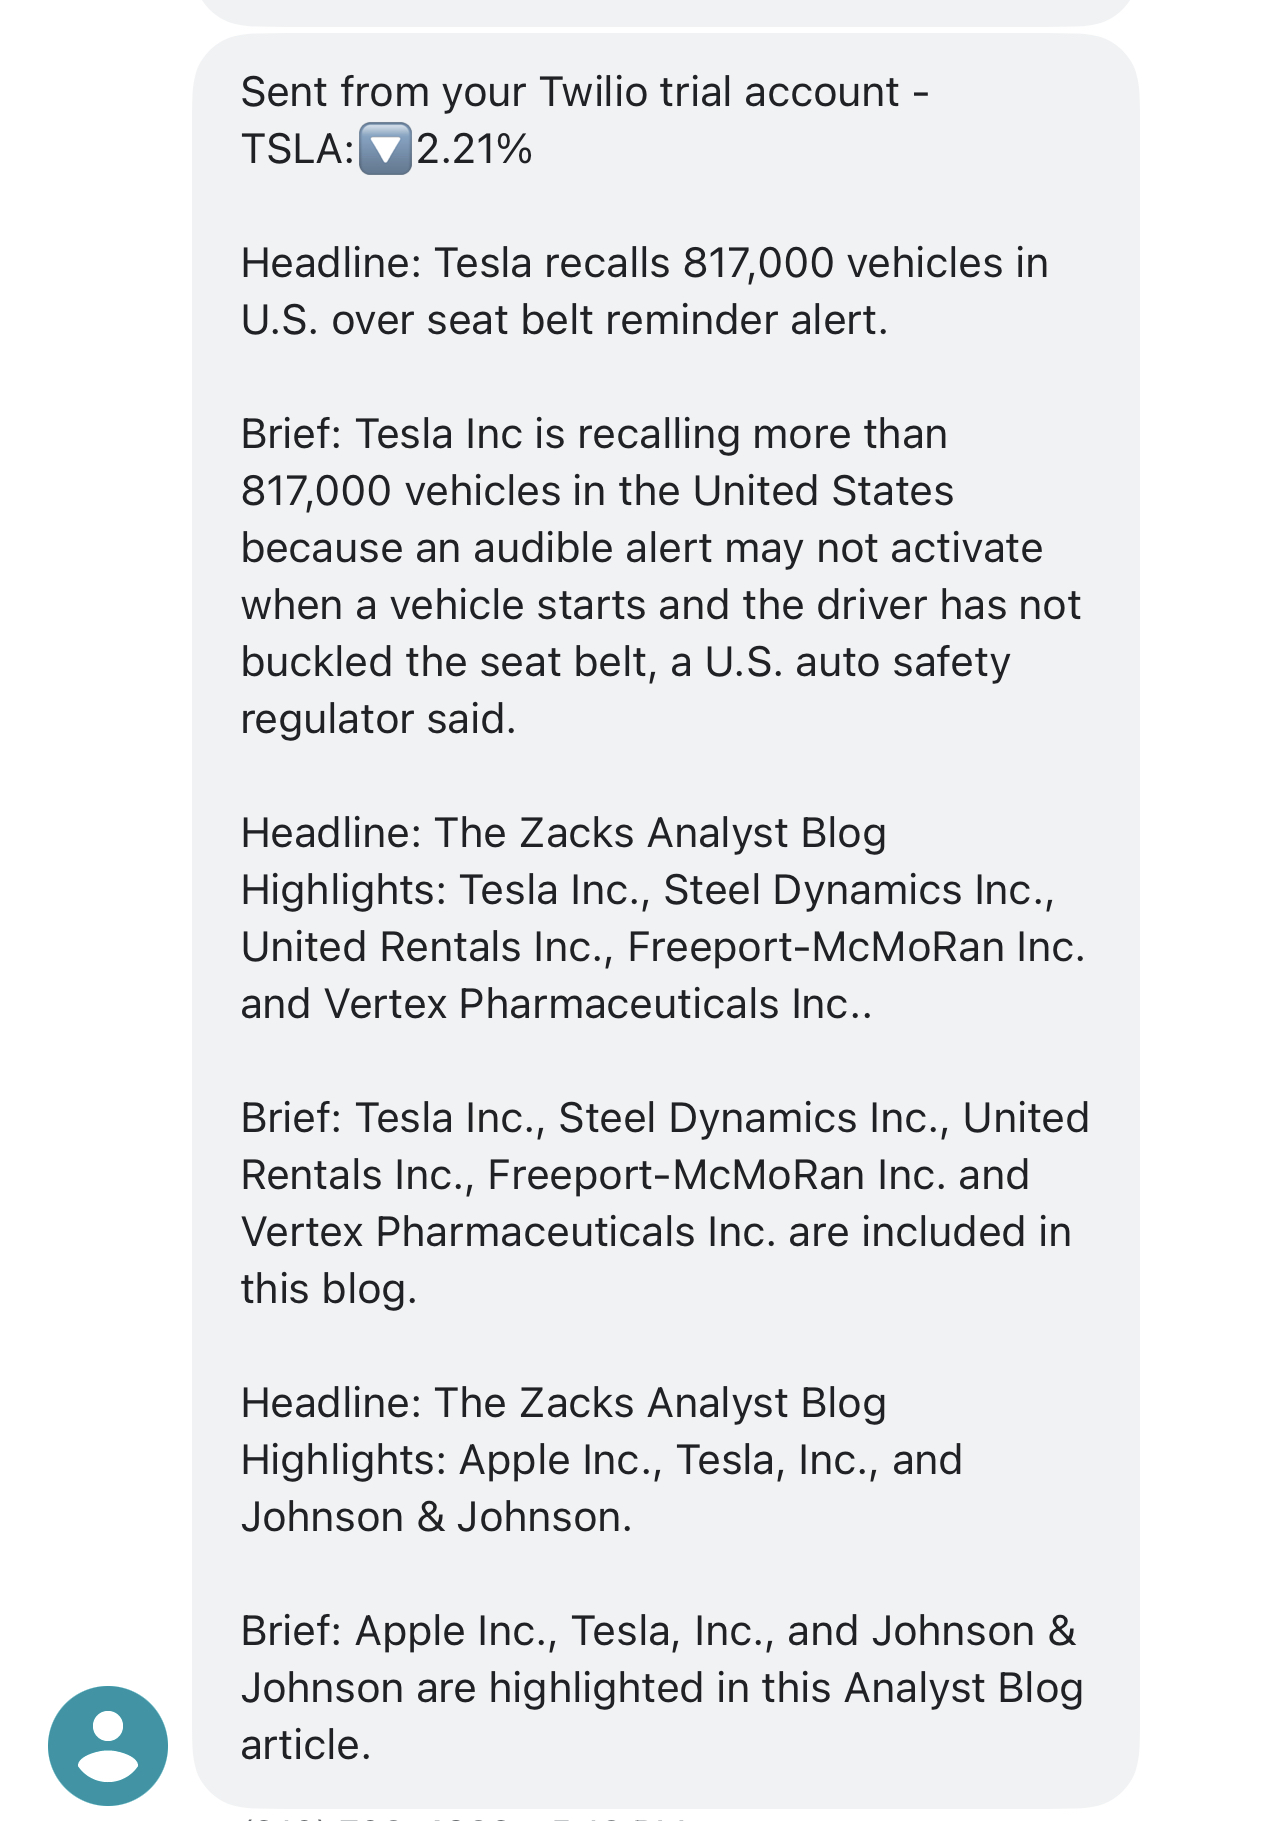 Sent from your Twilio trial account -
TSLA:🔽2.21%
Headline: Tesla recalls 817,000 vehicles in
U.S. over seat belt reminder alert.
Brief: Tesla Inc is recalling more than
817,000 vehicles in the United States
because an audible alert may not activate
when a vehicle starts and the driver has not
buckled the seat belt, a U.S. auto safety
regulator said.
Headline: The Zacks Analyst Blog
Highlights: Tesla Inc., Steel Dynamics Inc.,
United Rentals Inc., Freeport-McMoRan Inc.
and Vertex Pharmaceuticals Inc..
Brief: Tesla Inc., Steel Dynamics Inc., United
Rentals Inc., Freeport-McMoRan Inc. and
Vertex Pharmaceuticals Inc. are included in
this blog.
Headline: The Zacks Analyst Blog
Highlights: Apple Inc., Tesla, Inc., and
Johnson & Johnson.
Brief: Apple Inc., Tesla, Inc., and Johnson &
Johnson are highlighted in this Analyst Blog
article.